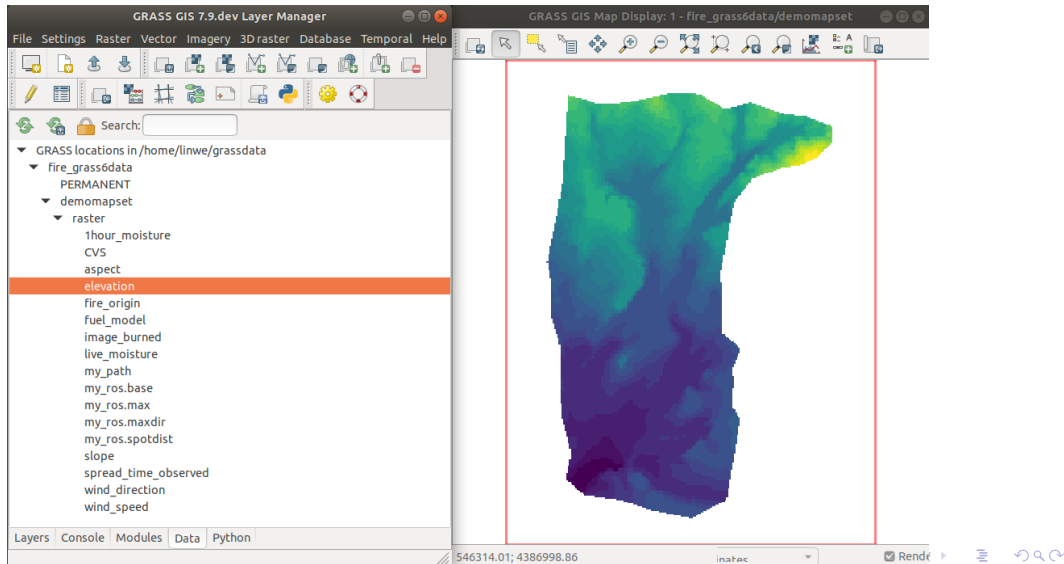 GRASS GIS 7.9.dev Layer Manager
File Settings Raster Vector Imagery 3D raster Database Temporal Help
Search:
GRASS locations in /home/linwe/grassdata
fire_grass6data
PERMANENT
demomapset
raster
1hour_moisture
CVS
aspect
elevation
fire_origin
fuel_model
image_burned
live_moisture
my_path
my_ros.base
my_ros.max
my_ros.maxdir
my_ros.spotdist
slope
spread_time_observed
wind_direction
wind_speed
Layers Console Modules Data Python
GRASS GIS Map Display: 1 - fire_grass6data/demomapset
546314.01; 4386998.86
inates
Rende